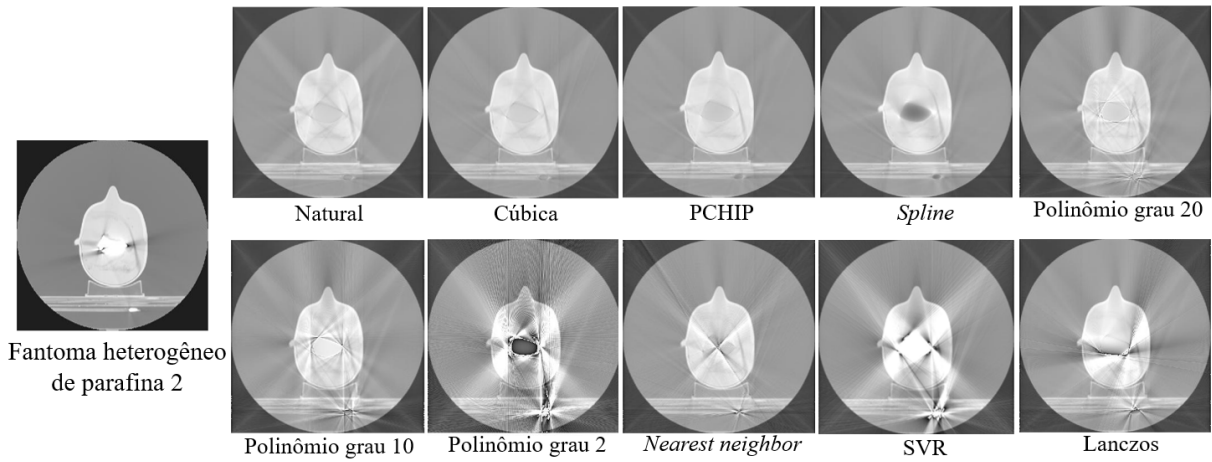 Natural
Cúbica
PCHIP
Spline
Polinômio grau 20
Fantoma heterogêneo
de parafina 2
Polinômio grau 10
Polinômio grau 2
Nearest neighbor
SVR
Lanczos